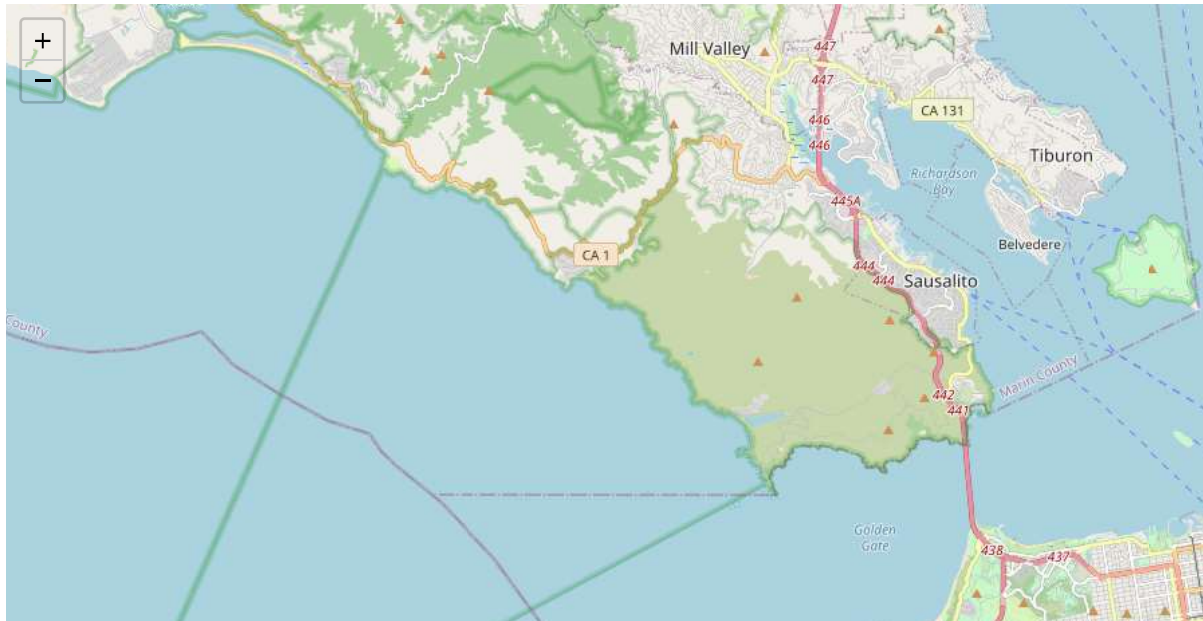 +
−
Mill Valley
447
447
CA 131
446
446
Tiburon
Richardson
Bay
445A
Belvedere
CA 1
444
444
Sausalito
County
Marin County
442
441
Golden
Gate
438
437